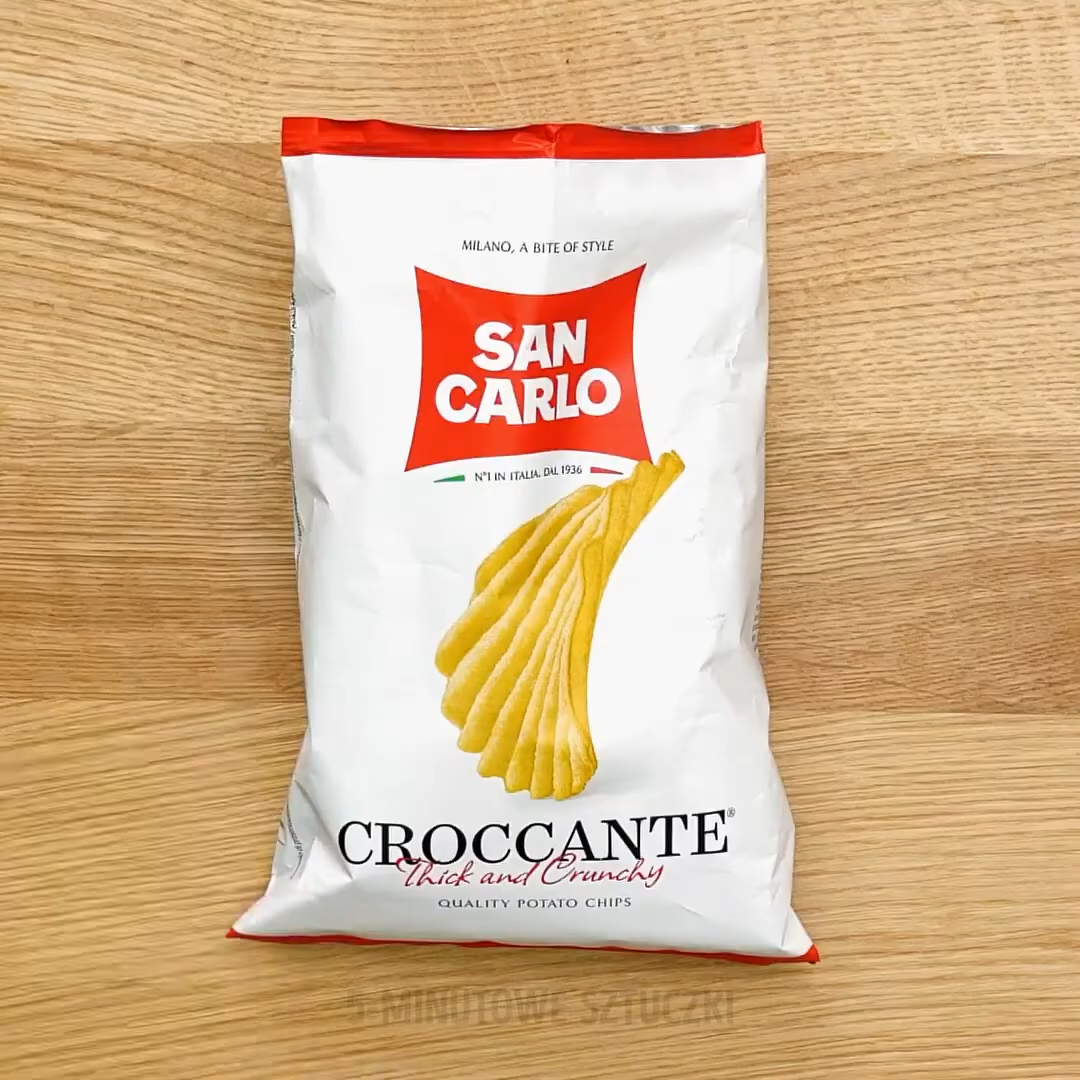 MILANO, A BITE OF STYLE
SAN
CARLO
N°1 IN ITALIA, DAL 1936
CROCCANTE®
Thick and Crunchy
QUALITY POTATO CHIPS
5-MINUTOWE SZTUCZKI